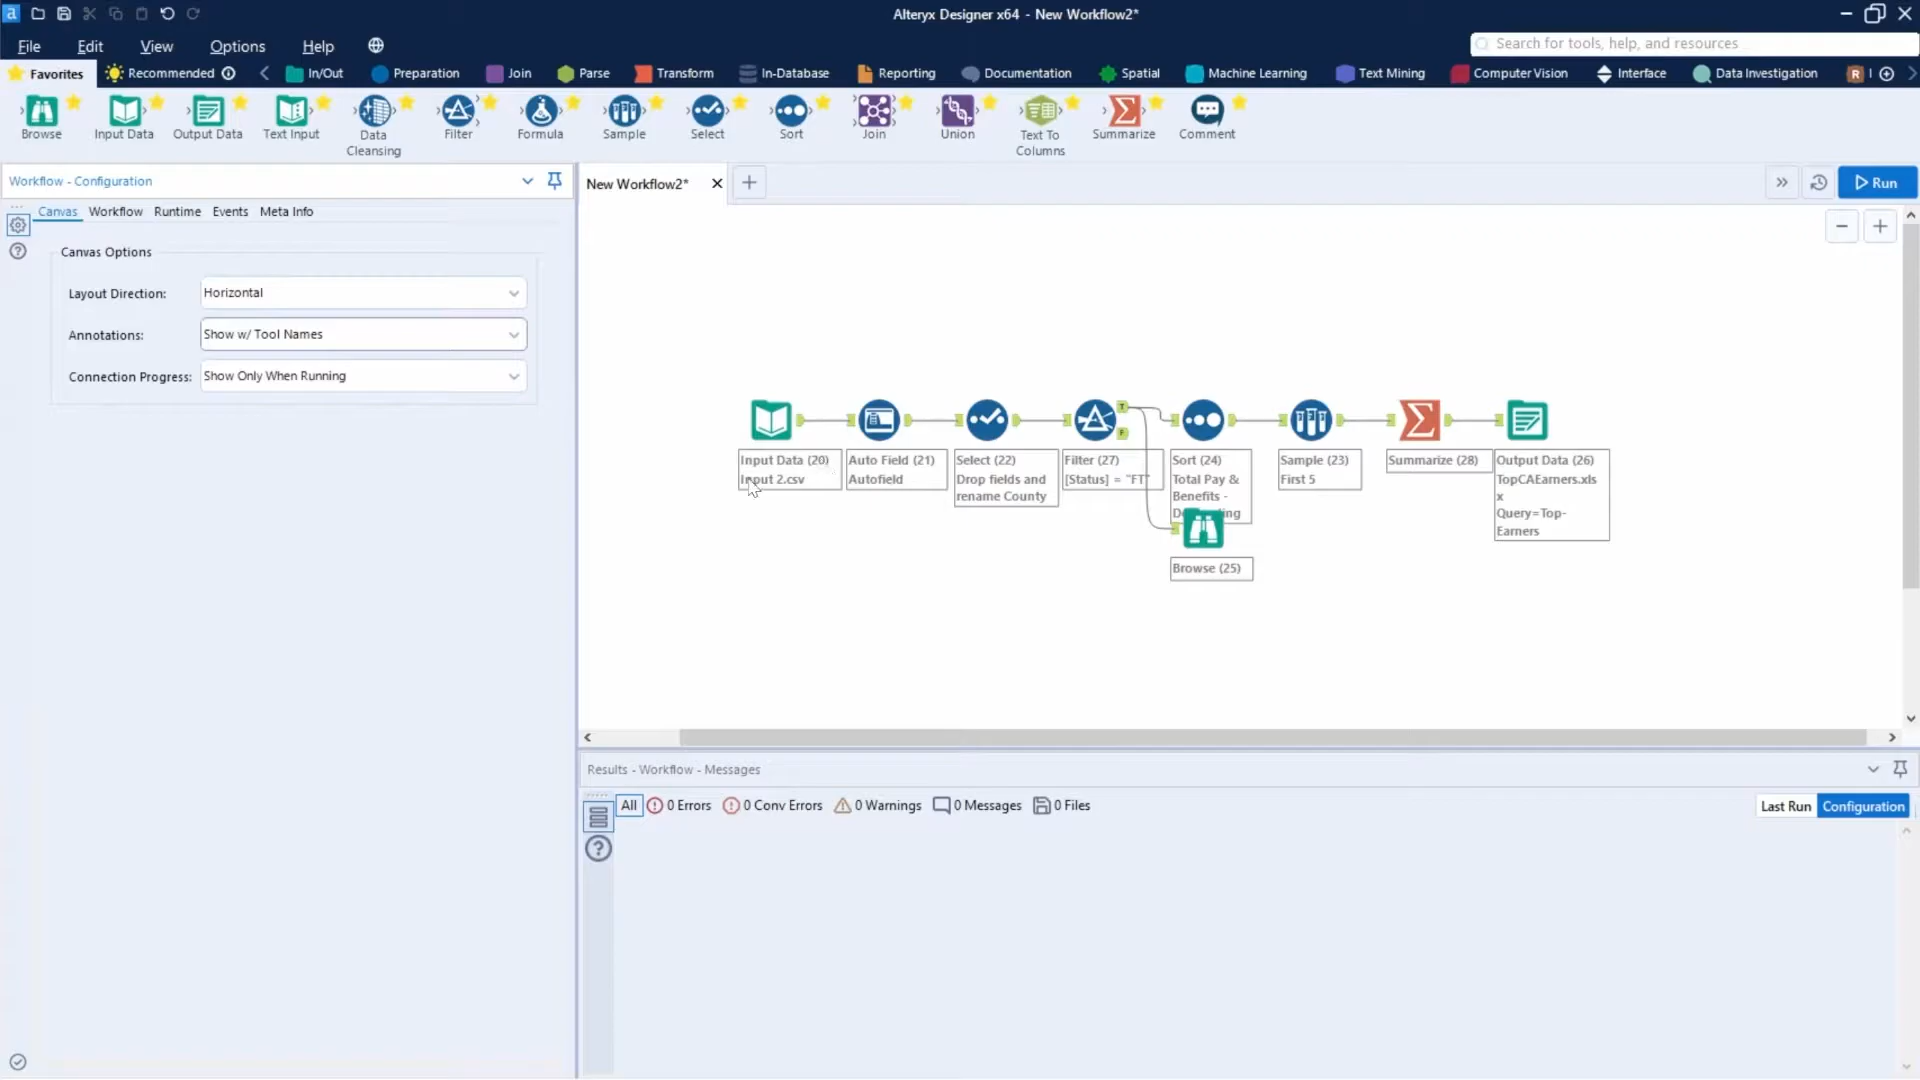 a
Alteryx Designer x64 - New Workflow2*
File Edit View Options Help
Search for tools, help, and resources
Favorites Recommended In/Out Preparation Join Parse Transform In-Database Reporting Documentation Spatial Machine Learning Text Mining Computer Vision Interface Data Investigation R I
Browse Input Data Output Data Text Input Data Filter Formula Sample Select Sort Join Union Text To Summarize Comment
Cleansing Columns
Workflow - Configuration
New Workflow2*
Run
Canvas Workflow Runtime Events Meta Info
Canvas Options
Layout Direction: Horizontal
Annotations: Show w/ Tool Names
Connection Progress: Show Only When Running
T
F
Input Data (20)
Input 2.csv
Auto Field (21)
Autofield
Select (22)
Drop fields and
rename County
Filter (27)
[Status] = "FT"
Sort (24)
Total Pay &
Benefits -
Sample (23)
First 5
Summarize (28)
Output Data (26)
TopCAEarners.xls
x
Query=Top-
Earners
Browse (25)
Results - Workflow - Messages
All 0 Errors 0 Conv Errors 0 Warnings 0 Messages 0 Files
Last Run Configuration